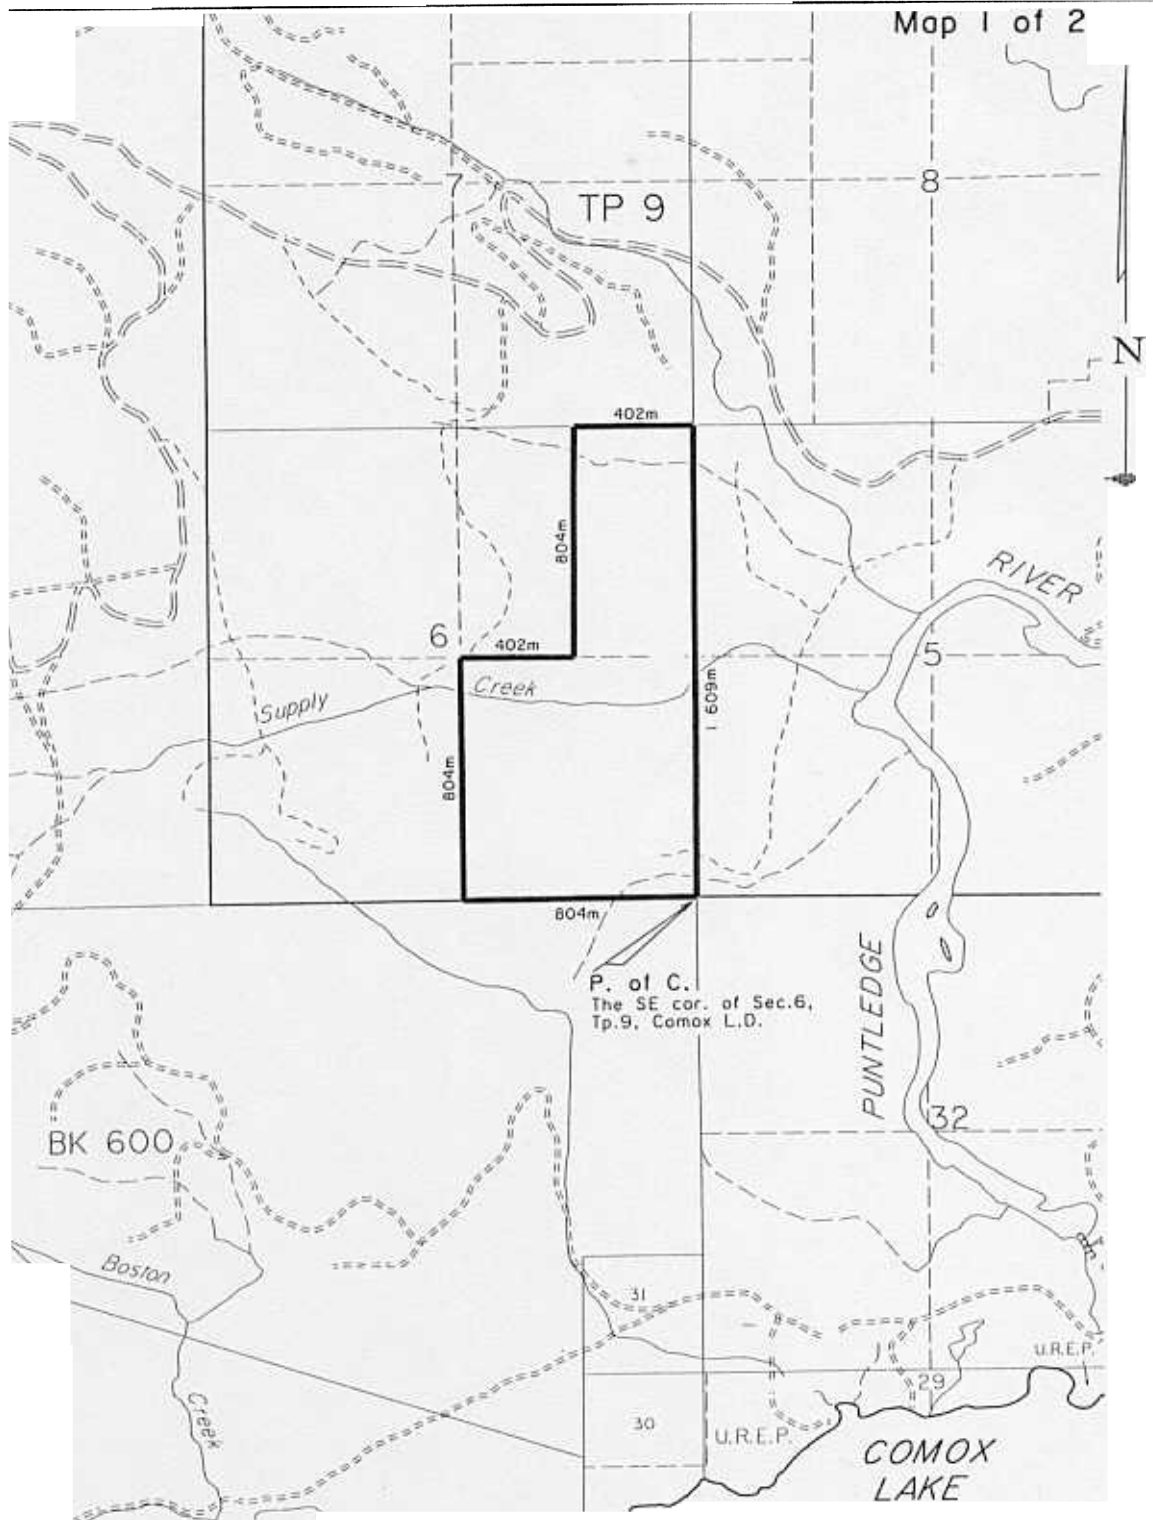 Map 1 of 2
7
8
TP 9
N
402m
804m
RIVER
6
402m
5
Creek
Supply
1 609m
804m
804m
PUNTLEDGE
P. of C.
The SE cor. of Sec.6,
Tp.9, Comox L.D.
32
BK 600
Boston
31
U.R.E.P.
29
Creek
30
U.R.E.P.
COMOX
LAKE